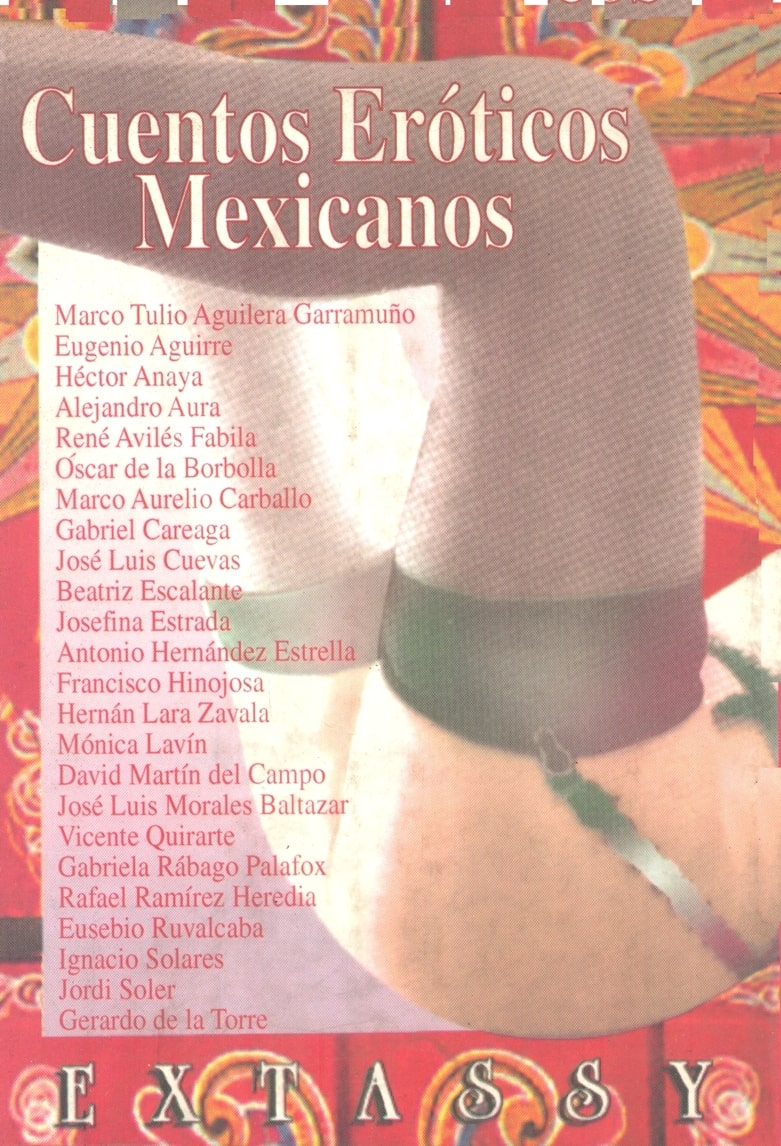 Cuentos Eróticos
Mexicanos
Marco Tulio Aguilera Garramuño
Eugenio Aguirre
Héctor Anaya
Alejandro Aura
René Avilés Fabila
Óscar de la Borbolla
Marco Aurelio Carballo
Gabriel Careaga
José Luis Cuevas
Beatriz Escalante
Josefina Estrada
Antonio Hernández Estrella
Francisco Hinojosa
Hernán Lara Zavala
Mónica Lavín
David Martín del Campo
José Luis Morales Baltazar
Vicente Quirarte
Gabriela Rábago Palafox
Rafael Ramírez Heredia
Eusebio Ruvalcaba
Ignacio Solares
Jordi Soler
Gerardo de la Torre
EXTASSY